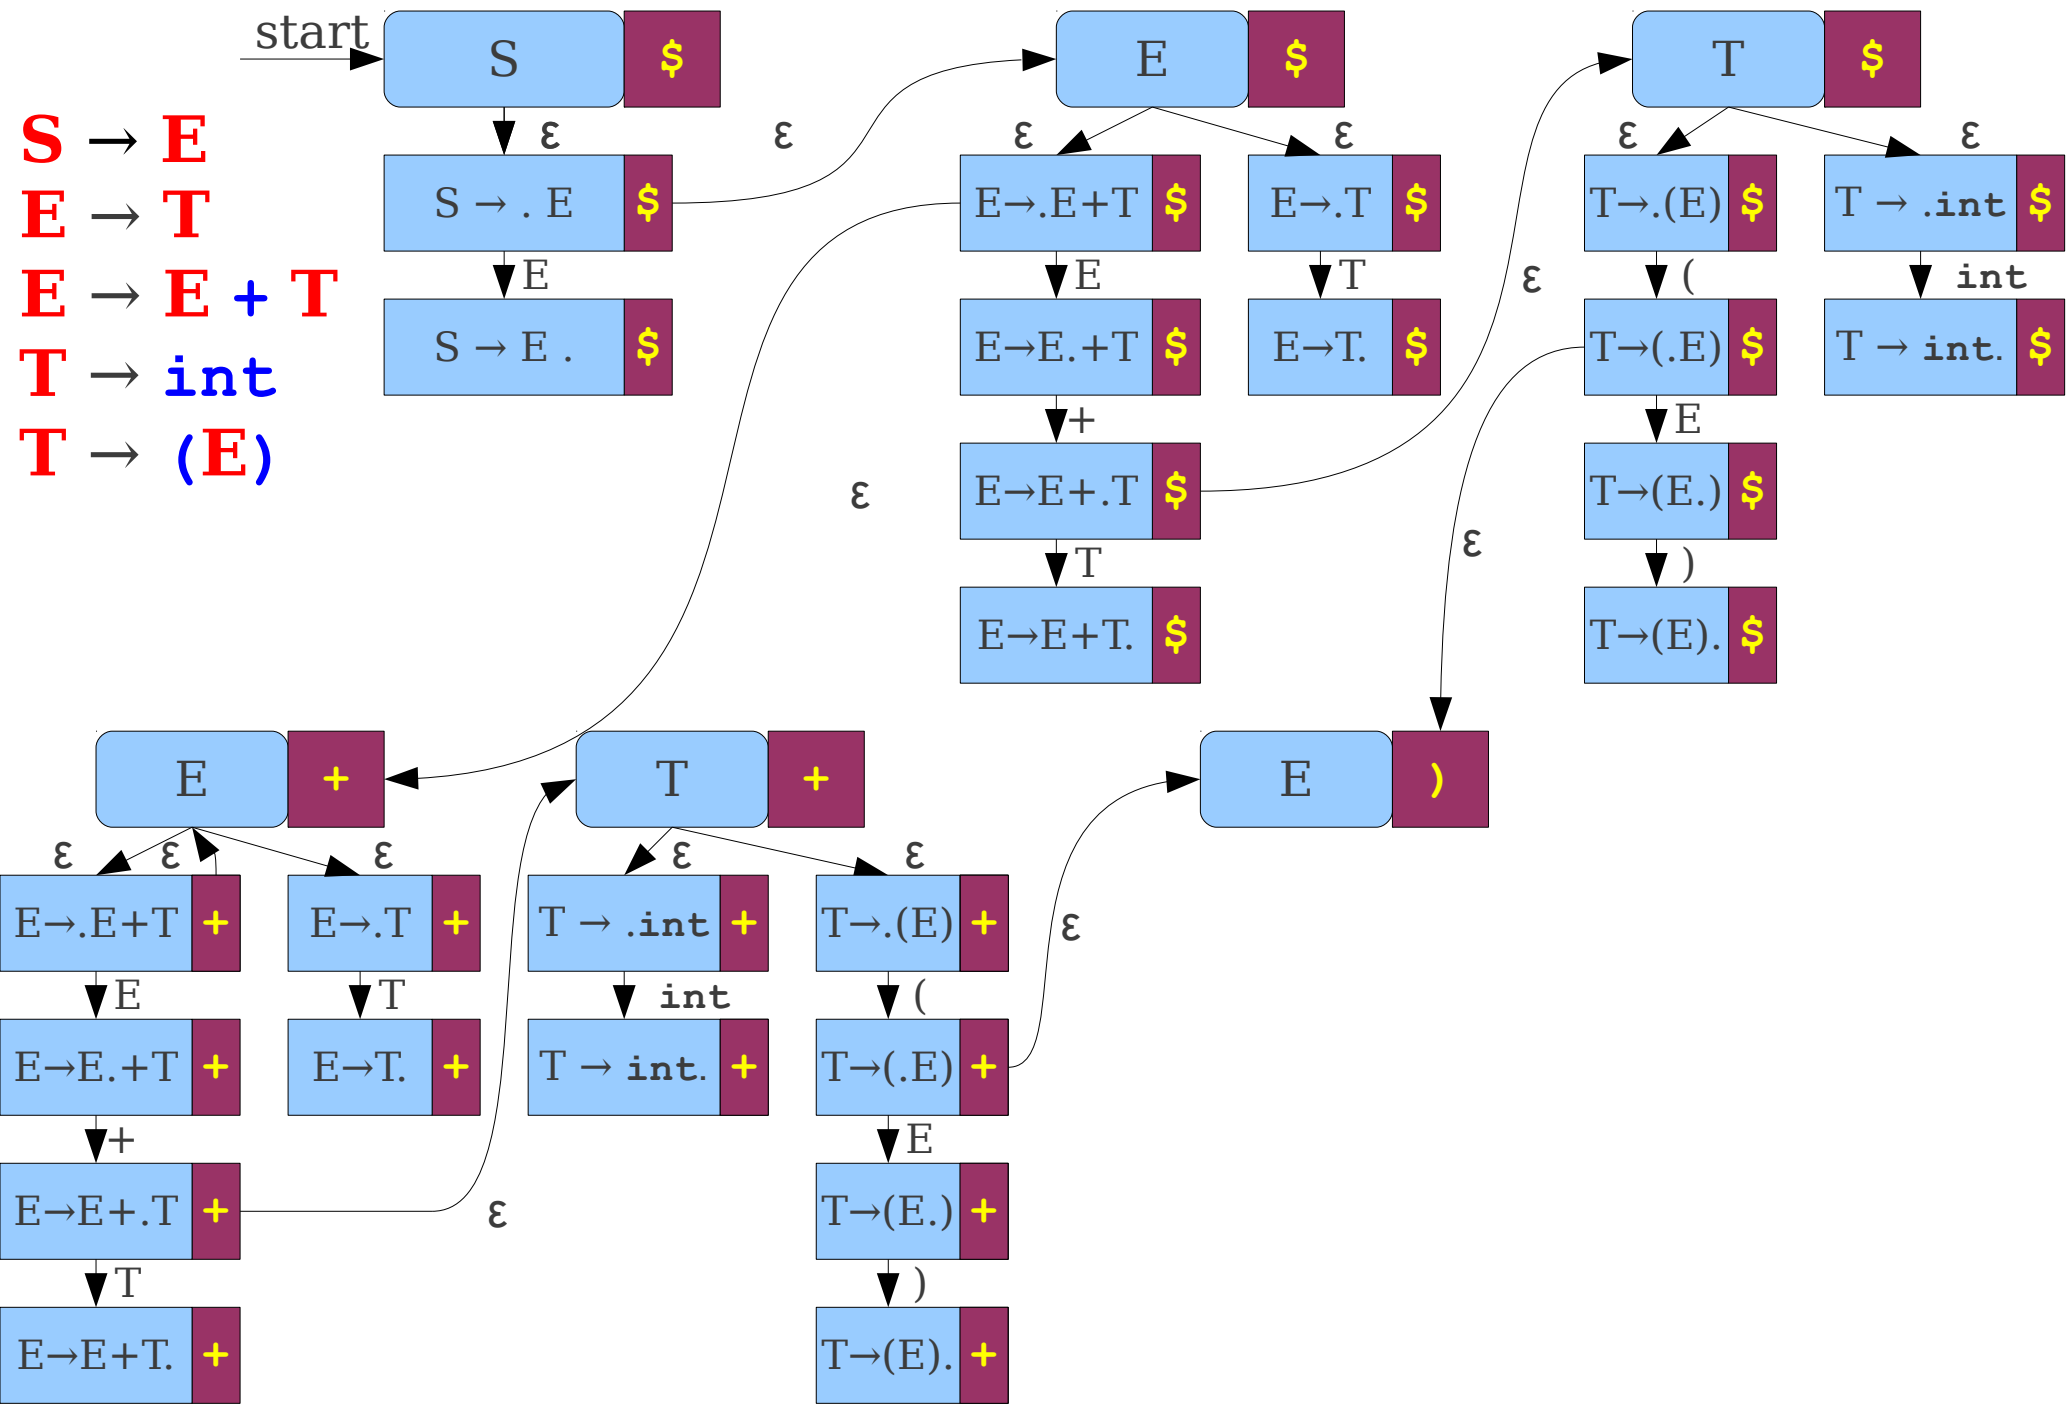 start
S $
E $
T $
S → E
E → T
E → E + T
T → int
T → (E)
ε ε ε ε ε ε
S → . E $
E→.E+T $
E→.T $
T→.(E) $
T → .int $
E
E
T
(
int
ε
S → E . $
E→E.+T $
E→T. $
T→(.E) $
T → int. $
+
E
E→E+.T $
T→(E.) $
ε
T
)
ε
E→E+T. $
T→(E). $
E +
T +
E )
ε ε ε ε ε
E→.E+T +
E→.T +
T → .int +
T→.(E) +
ε
E
T
int
(
E→E.+T +
E→T. +
T → int. +
T→(.E) +
+
E
E→E+.T +
T→(E.) +
ε
T
)
E→E+T. +
T→(E). +